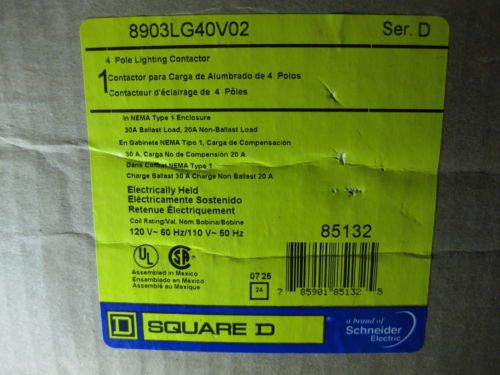 8903LG40V02 Ser. D
4 Pole Lighting Contactor
1 Contactor para Carga de Alumbrado de 4 Polos
Contacteur d'éclairage de 4 Pôles
In NEMA Type 1 Enclosure
30A Ballast Load, 20A Non-Ballast Load
En Gabinete NEMA Tipo 1, Carga de Compensación
30 A, Carga No de Compensión 20 A
Dans Coffret NEMA Type 1
Charge Ballast 30 A Charge Non Ballast 20 A
Electrically Held
Eléctricamente Sostenido
Retenue Électriquement
Coil Rating/Val. Nom Bobina/Bobine
120 V~ 60 Hz/110 V~ 50 Hz
85132
UL
SA
Assembled in Mexico
Ensamblado en Mexico
Assemblé au Mexique
07 25
24
7 85901 85132 5
D SQUARE D
a brand of
Schneider
Electric